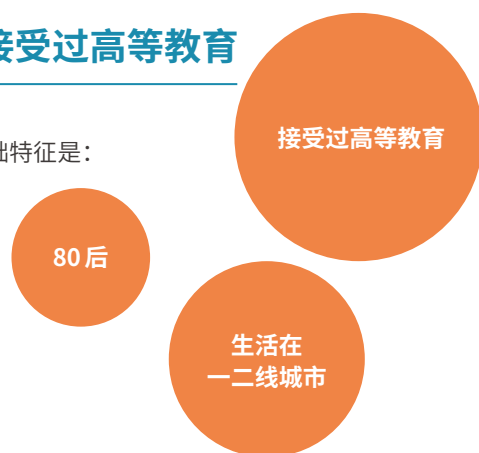 接受过高等教育
础特征是：
接受过高等教育
80后
生活在
一二线城市